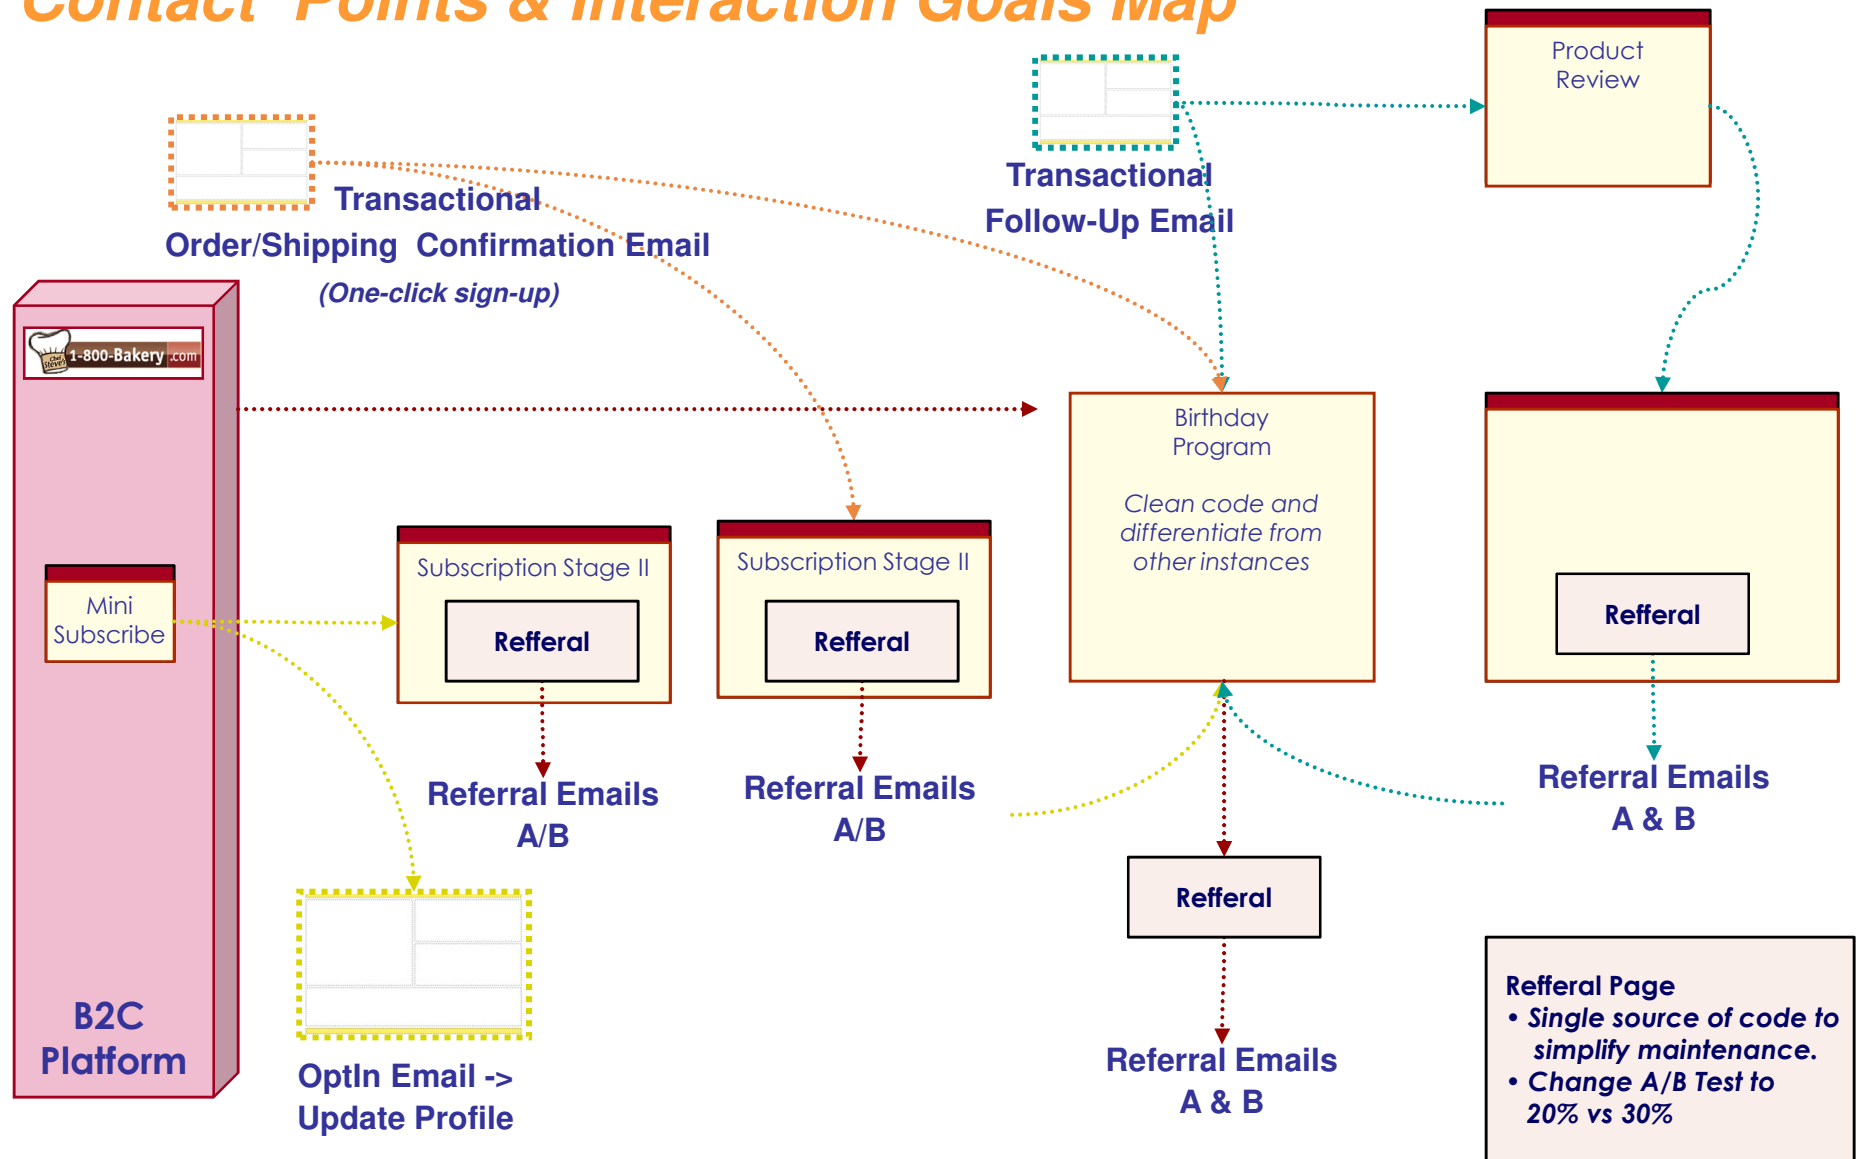 Contact Points & Interaction Goals Map
Product
Review
Transactional
Follow-Up Email
Transactional
Order/Shipping Confirmation Email
(One-click sign-up)
Chef
Steve's
1-800-Bakery.com
Birthday
Program
Clean code and
differentiate from
other instances
Mini
Subscribe
Subscription Stage II
Refferal
Subscription Stage II
Refferal
Refferal
Referral Emails
A/B
Referral Emails
A/B
Referral Emails
A & B
Refferal
Referral Emails
A & B
B2C
Platform
OptIn Email ->
Update Profile
Refferal Page
• Single source of code to
simplify maintenance.
• Change A/B Test to
20% vs 30%